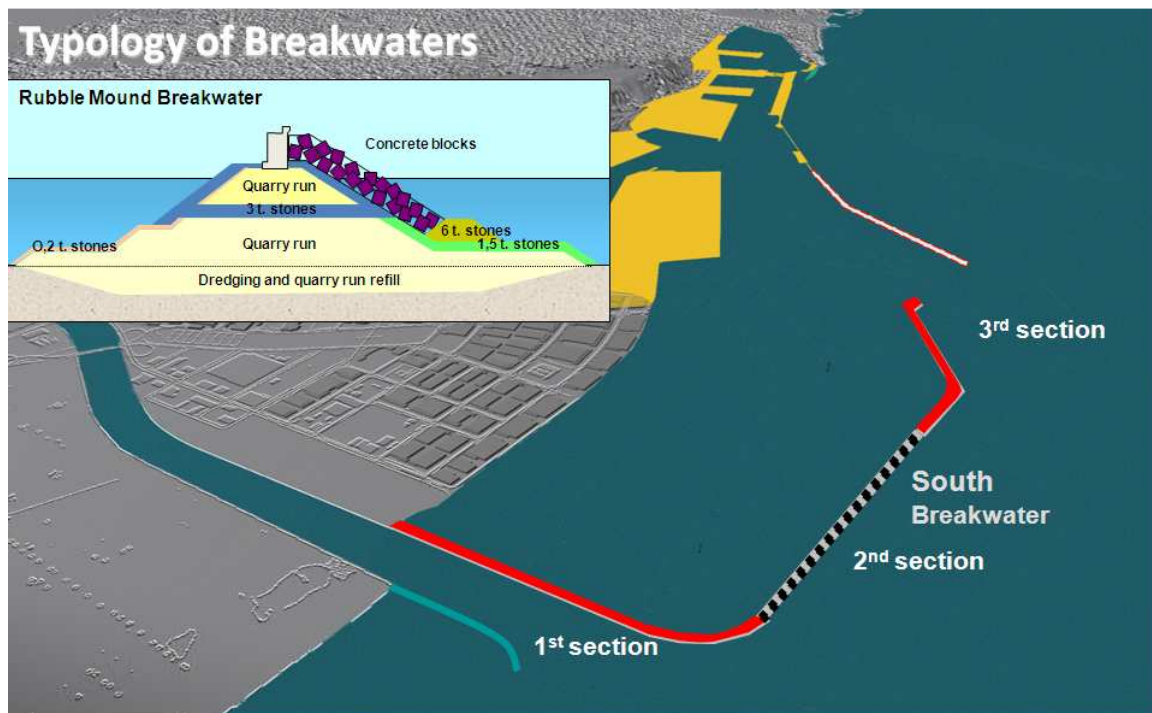 Typology of Breakwaters
Rubble Mound Breakwater
Concrete blocks
Quarry run
3 t. stones
6 t. stones
O,2 t. stones
Quarry run
1,5 t. stones
Dredging and quarry run refill
3rd section
South
Breakwater
2nd section
1st section